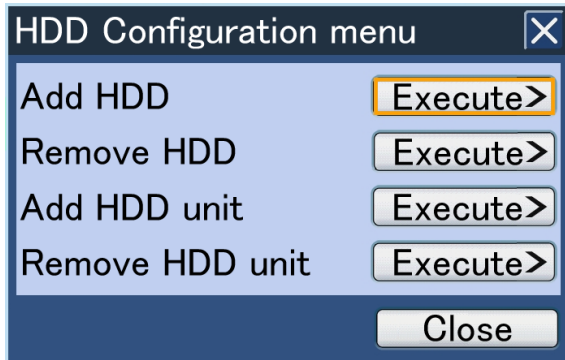 HDD Configuration menu
Add HDD Execute>
Remove HDD Execute>
Add HDD unit Execute>
Remove HDD unit Execute>
Close